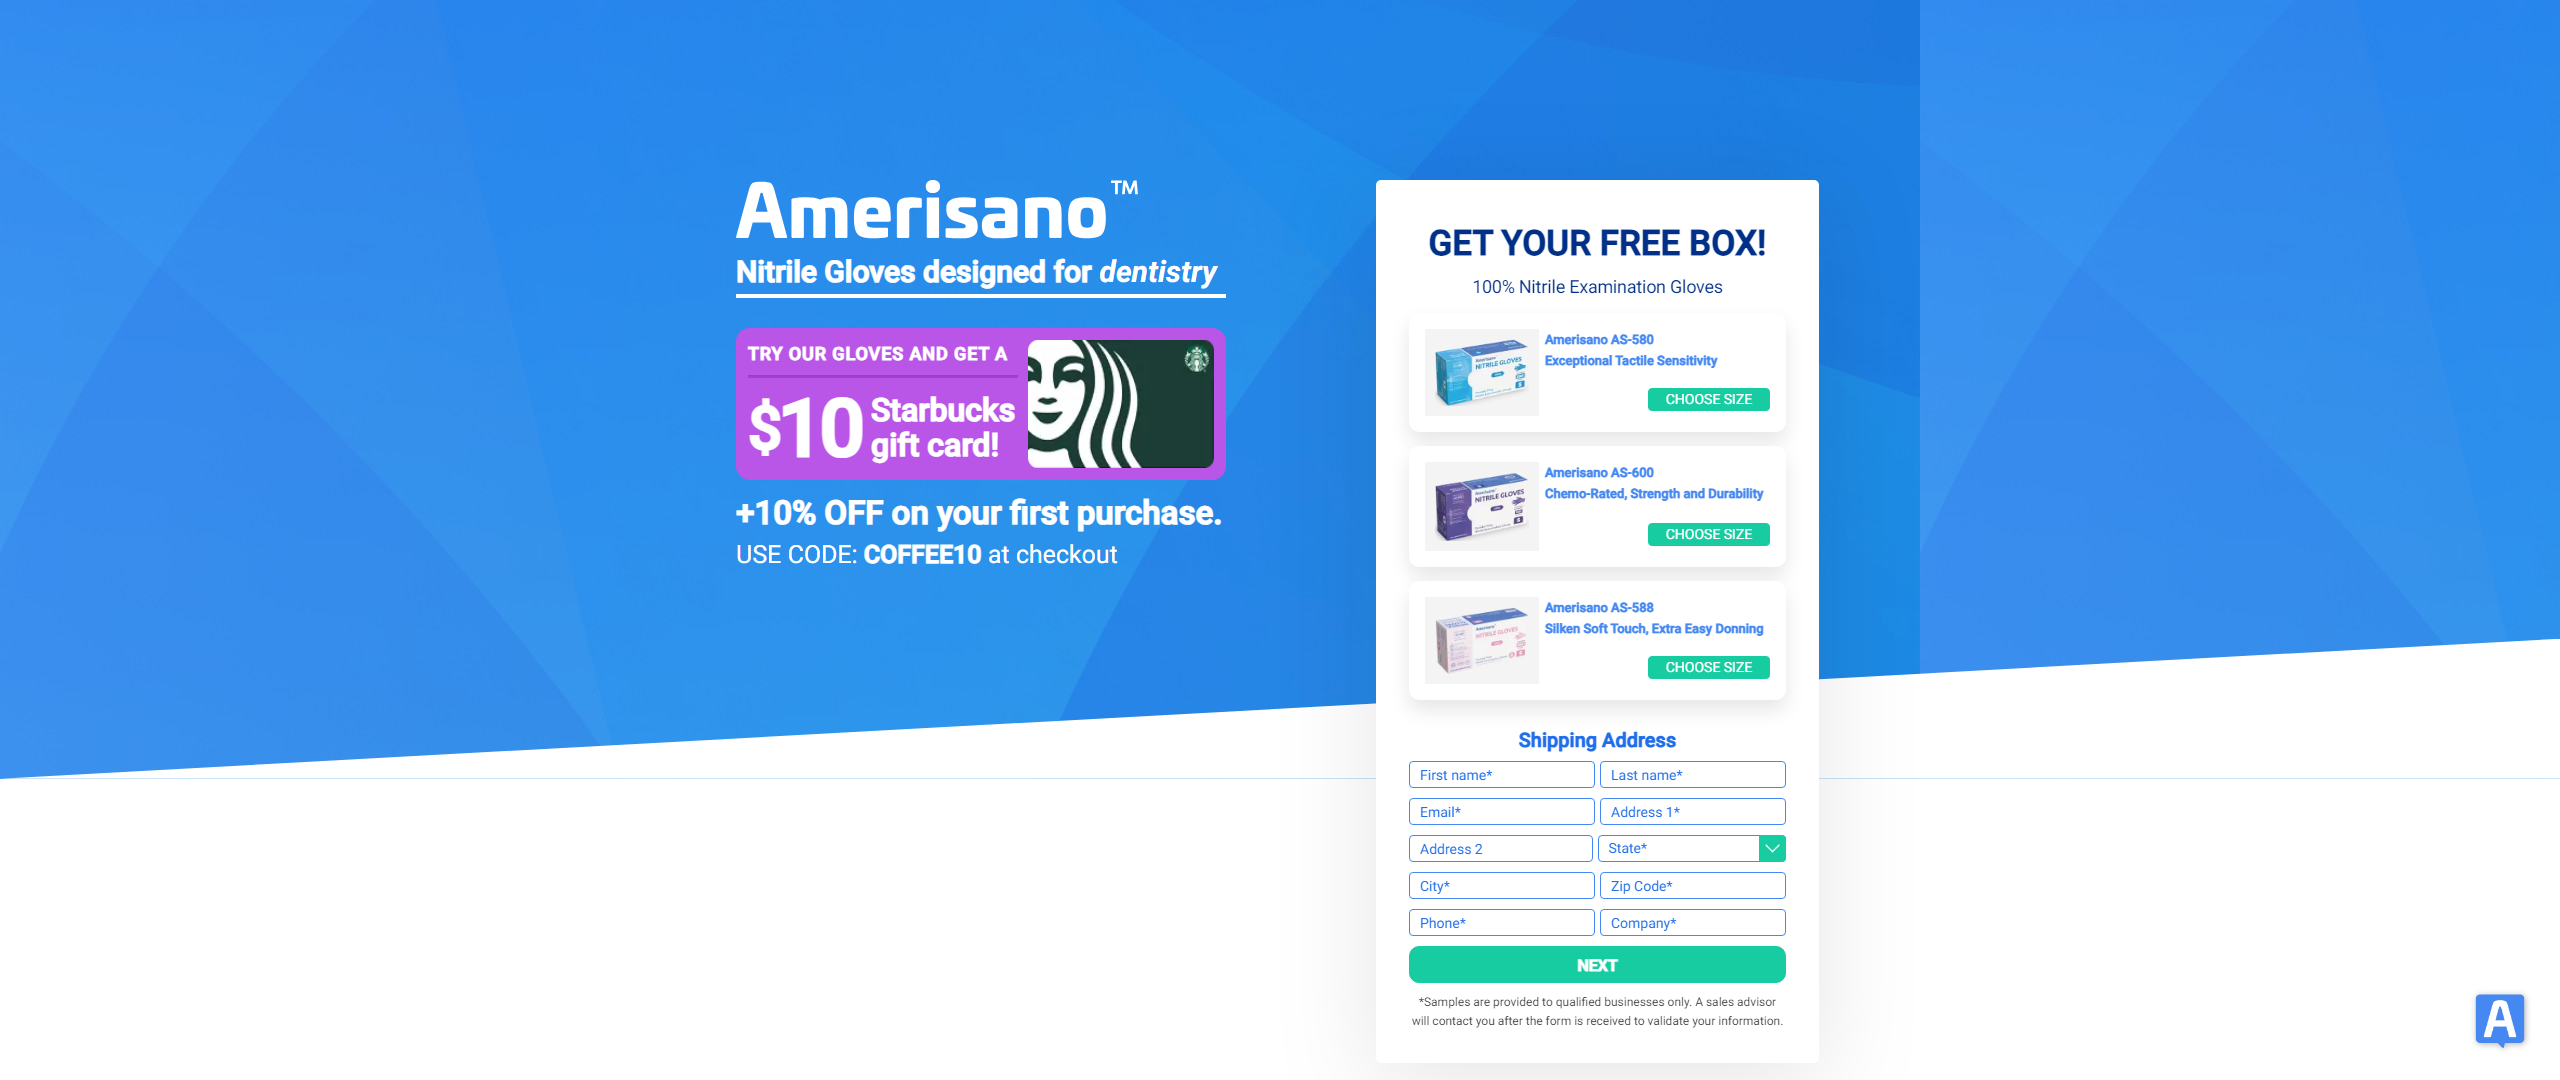 Amerisano™
Nitrile Gloves designed for dentistry
TRY OUR GLOVES AND GET A
$10 Starbucks
gift card!
+10% OFF on your first purchase.
USE CODE: COFFEE10 at checkout
GET YOUR FREE BOX!
100% Nitrile Examination Gloves
Amerisano
NITRILE GLOVES
Amerisano AS-580
Exceptional Tactile Sensitivity
CHOOSE SIZE
Amerisano
NITRILE GLOVES
Amerisano AS-600
Chemo-Rated, Strength and Durability
CHOOSE SIZE
Amerisano
NITRILE GLOVES
Amerisano AS-588
Silken Soft Touch, Extra Easy Donning
CHOOSE SIZE
Shipping Address
First name* Last name*
Email* Address 1*
Address 2 State*
City* Zip Code*
Phone* Company*
NEXT
*Samples are provided to qualified businesses only. A sales advisor
will contact you after the form is received to validate your information.
A